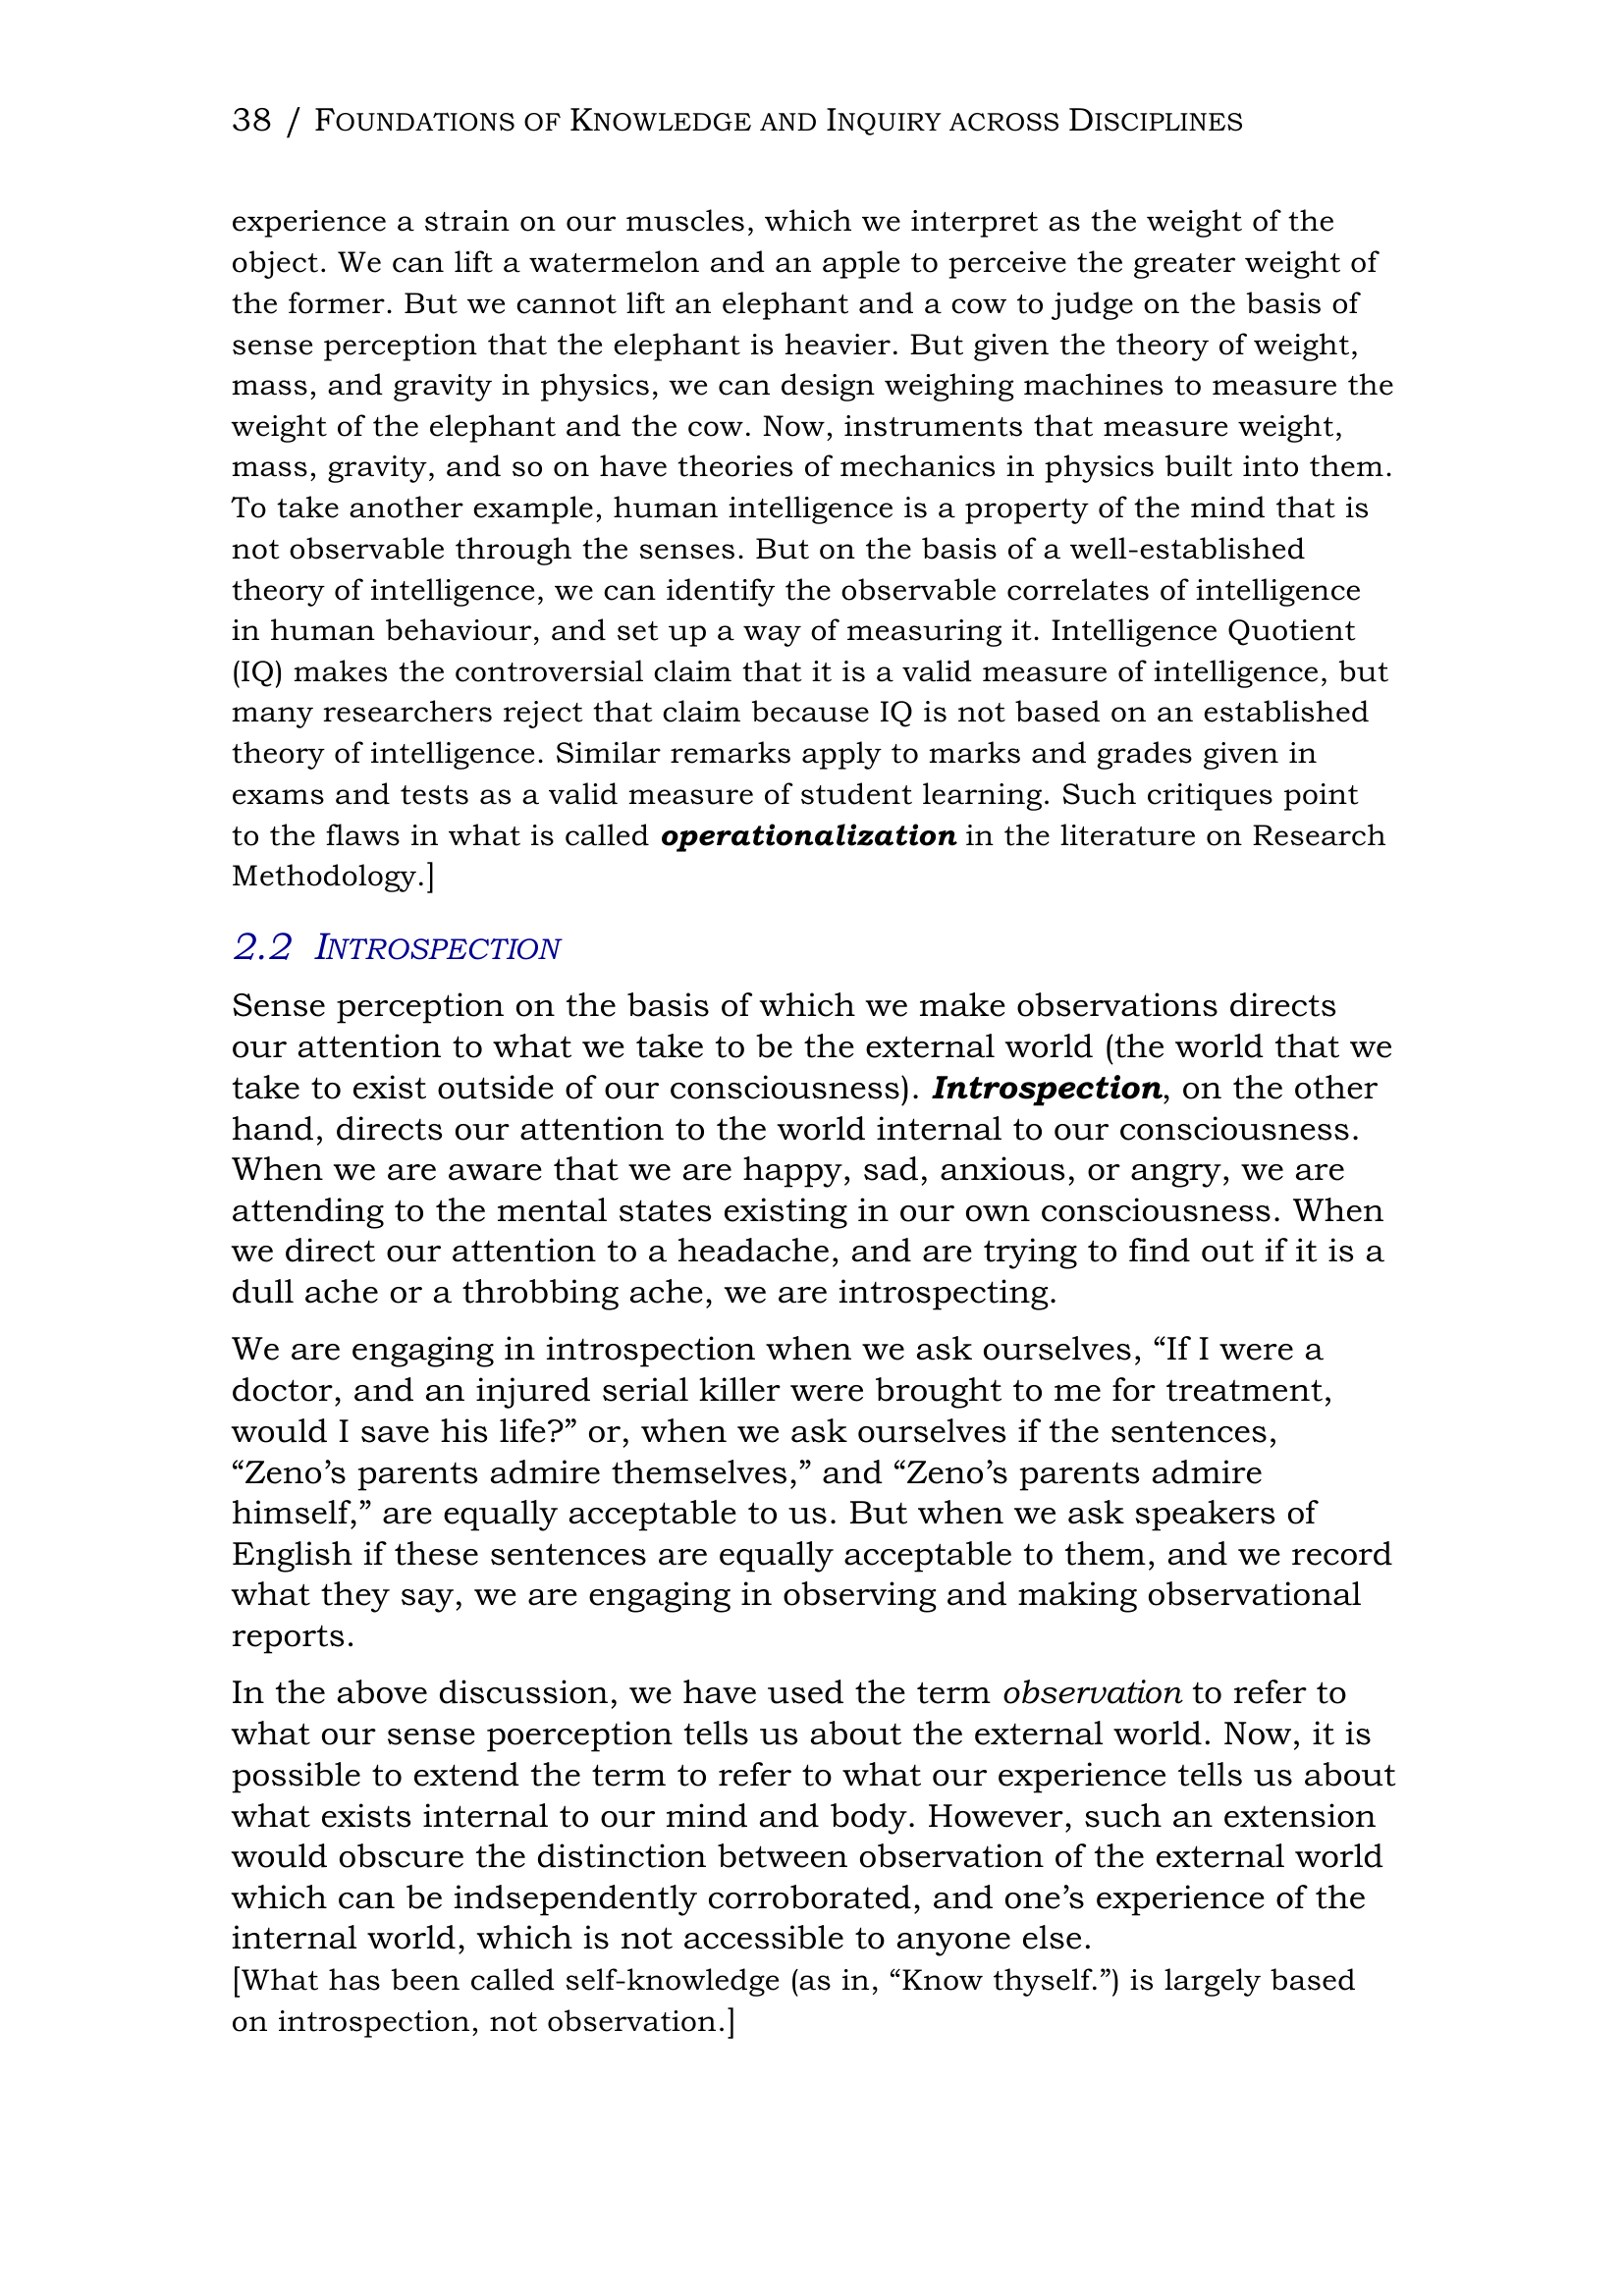 38 / FOUNDATIONS OF KNOWLEDGE AND INQUIRY ACROSS DISCIPLINES
experience a strain on our muscles, which we interpret as the weight of the
object. We can lift a watermelon and an apple to perceive the greater weight of
the former. But we cannot lift an elephant and a cow to judge on the basis of
sense perception that the elephant is heavier. But given the theory of weight,
mass, and gravity in physics, we can design weighing machines to measure the
weight of the elephant and the cow. Now, instruments that measure weight,
mass, gravity, and so on have theories of mechanics in physics built into them.
To take another example, human intelligence is a property of the mind that is
not observable through the senses. But on the basis of a well-established
theory of intelligence, we can identify the observable correlates of intelligence
in human behaviour, and set up a way of measuring it. Intelligence Quotient
(IQ) makes the controversial claim that it is a valid measure of intelligence, but
many researchers reject that claim because IQ is not based on an established
theory of intelligence. Similar remarks apply to marks and grades given in
exams and tests as a valid measure of student learning. Such critiques point
to the flaws in what is called operationalization in the literature on Research
Methodology.]
2.2 INTROSPECTION
Sense perception on the basis of which we make observations directs
our attention to what we take to be the external world (the world that we
take to exist outside of our consciousness). Introspection, on the other
hand, directs our attention to the world internal to our consciousness.
When we are aware that we are happy, sad, anxious, or angry, we are
attending to the mental states existing in our own consciousness. When
we direct our attention to a headache, and are trying to find out if it is a
dull ache or a throbbing ache, we are introspecting.
We are engaging in introspection when we ask ourselves, “If I were a
doctor, and an injured serial killer were brought to me for treatment,
would I save his life?” or, when we ask ourselves if the sentences,
“Zeno’s parents admire themselves,” and “Zeno’s parents admire
himself,” are equally acceptable to us. But when we ask speakers of
English if these sentences are equally acceptable to them, and we record
what they say, we are engaging in observing and making observational
reports.
In the above discussion, we have used the term observation to refer to
what our sense poerception tells us about the external world. Now, it is
possible to extend the term to refer to what our experience tells us about
what exists internal to our mind and body. However, such an extension
would obscure the distinction between observation of the external world
which can be indsependently corroborated, and one’s experience of the
internal world, which is not accessible to anyone else.
[What has been called self-knowledge (as in, “Know thyself.”) is largely based
on introspection, not observation.]